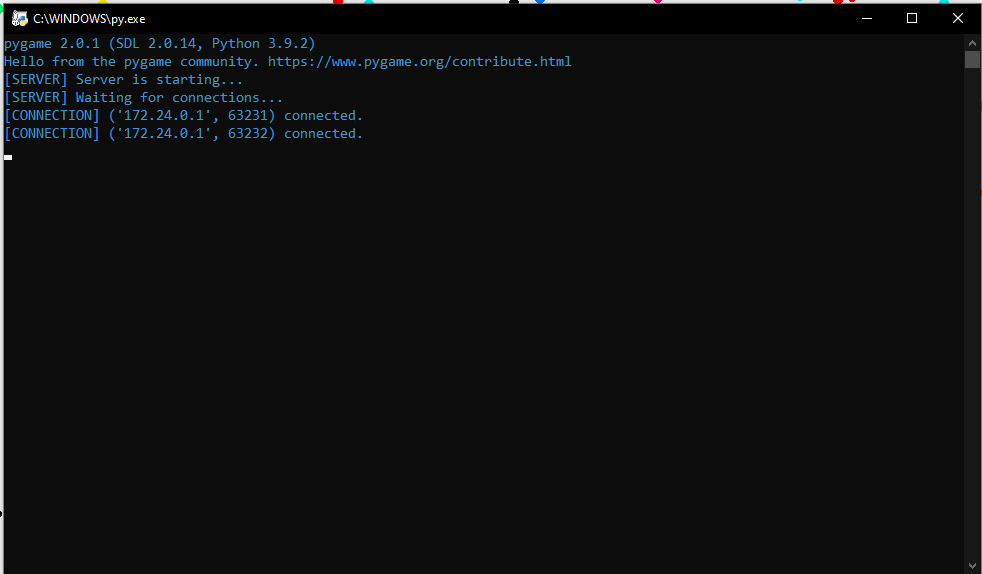 C:\WINDOWS\py.exe
pygame 2.0.1 (SDL 2.0.14, Python 3.9.2)
Hello from the pygame community. https://www.pygame.org/contribute.html
[SERVER] Server is starting...
[SERVER] Waiting for connections...
[CONNECTION] ('172.24.0.1', 63231) connected.
[CONNECTION] ('172.24.0.1', 63232) connected.